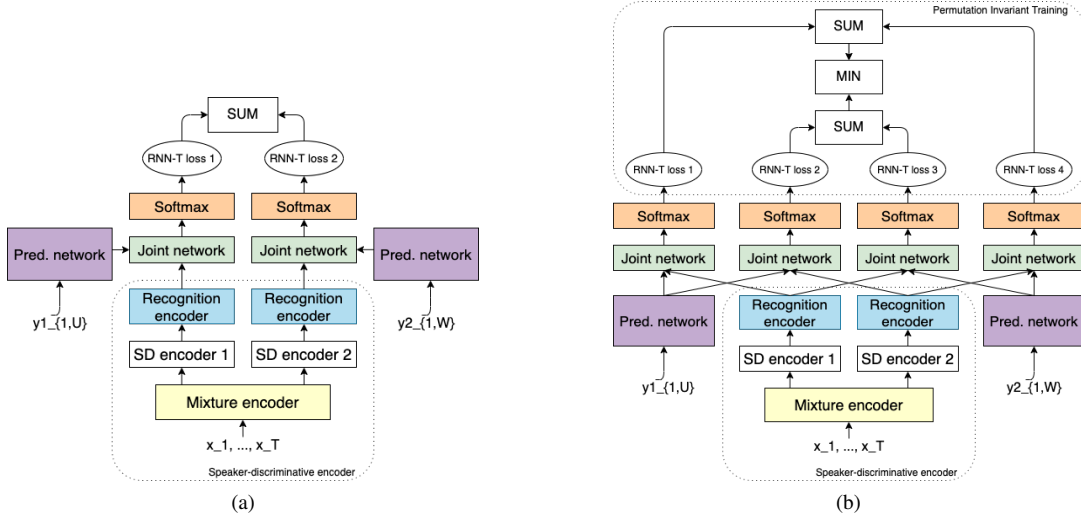 SUM
RNN-T loss 1
RNN-T loss 2
Softmax
Softmax
Pred. network
Joint network
Joint network
Pred. network
y1_{1,U}
Recognition encoder
Recognition encoder
y2_{1,W}
SD encoder 1
SD encoder 2
Mixture encoder
x_1, ..., x_T
Speaker-discriminative encoder
(a)
Permutation Invariant Training
SUM
MIN
SUM
RNN-T loss 1
RNN-T loss 2
RNN-T loss 3
RNN-T loss 4
Softmax
Softmax
Softmax
Softmax
Joint network
Joint network
Joint network
Joint network
Pred. network
Recognition encoder
Recognition encoder
Pred. network
SD encoder 1
SD encoder 2
y1_{1,U}
y2_{1,W}
Mixture encoder
x_1, ..., x_T
Speaker-discriminative encoder
(b)